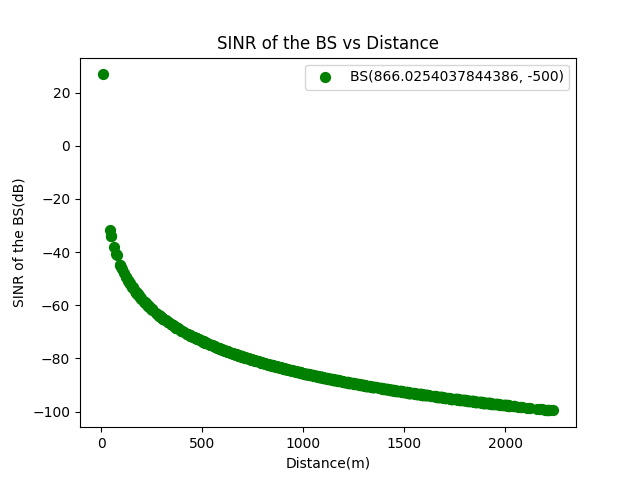 SINR of the BS vs Distance
BS(866.0254037844386, -500)
20
0
−20
−40
−60
−80
−100
SINR of the BS(dB)
0 500 1000 1500 2000
Distance(m)